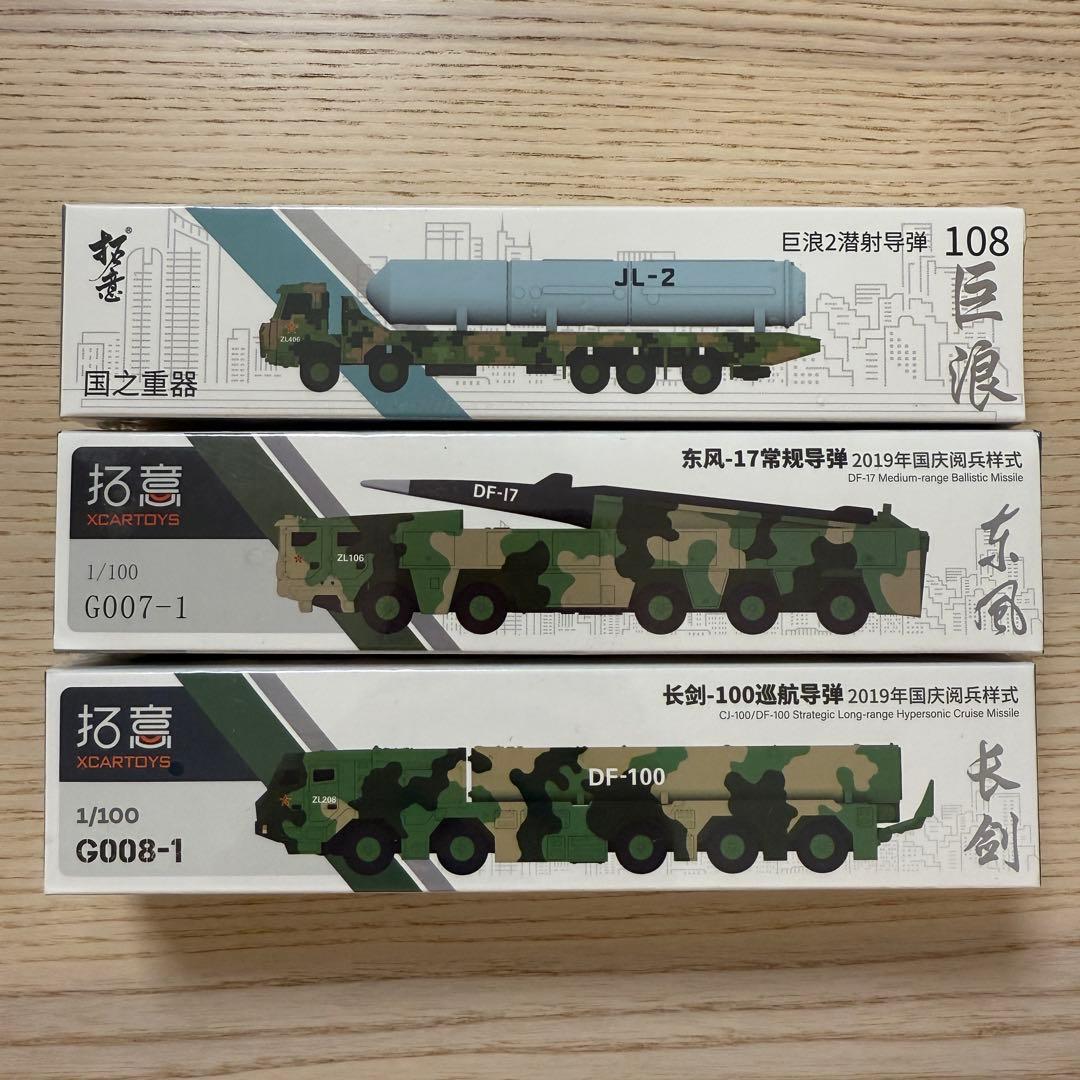 拓意®
国之重器
ZL406
JL-2
巨浪2潜射导弹 108
巨浪
拓意
XCARTOYS
1/100
G007-1
ZL106
DF-17
东风-17常规导弹 2019年国庆阅兵样式
DF-17 Medium-range Ballistic Missile
东风
拓意
XCARTOYS
1/100
G008-1
ZL208
DF-100
长剑-100巡航导弹 2019年国庆阅兵样式
CJ-100/DF-100 Strategic Long-range Hypersonic Cruise Missile
长剑